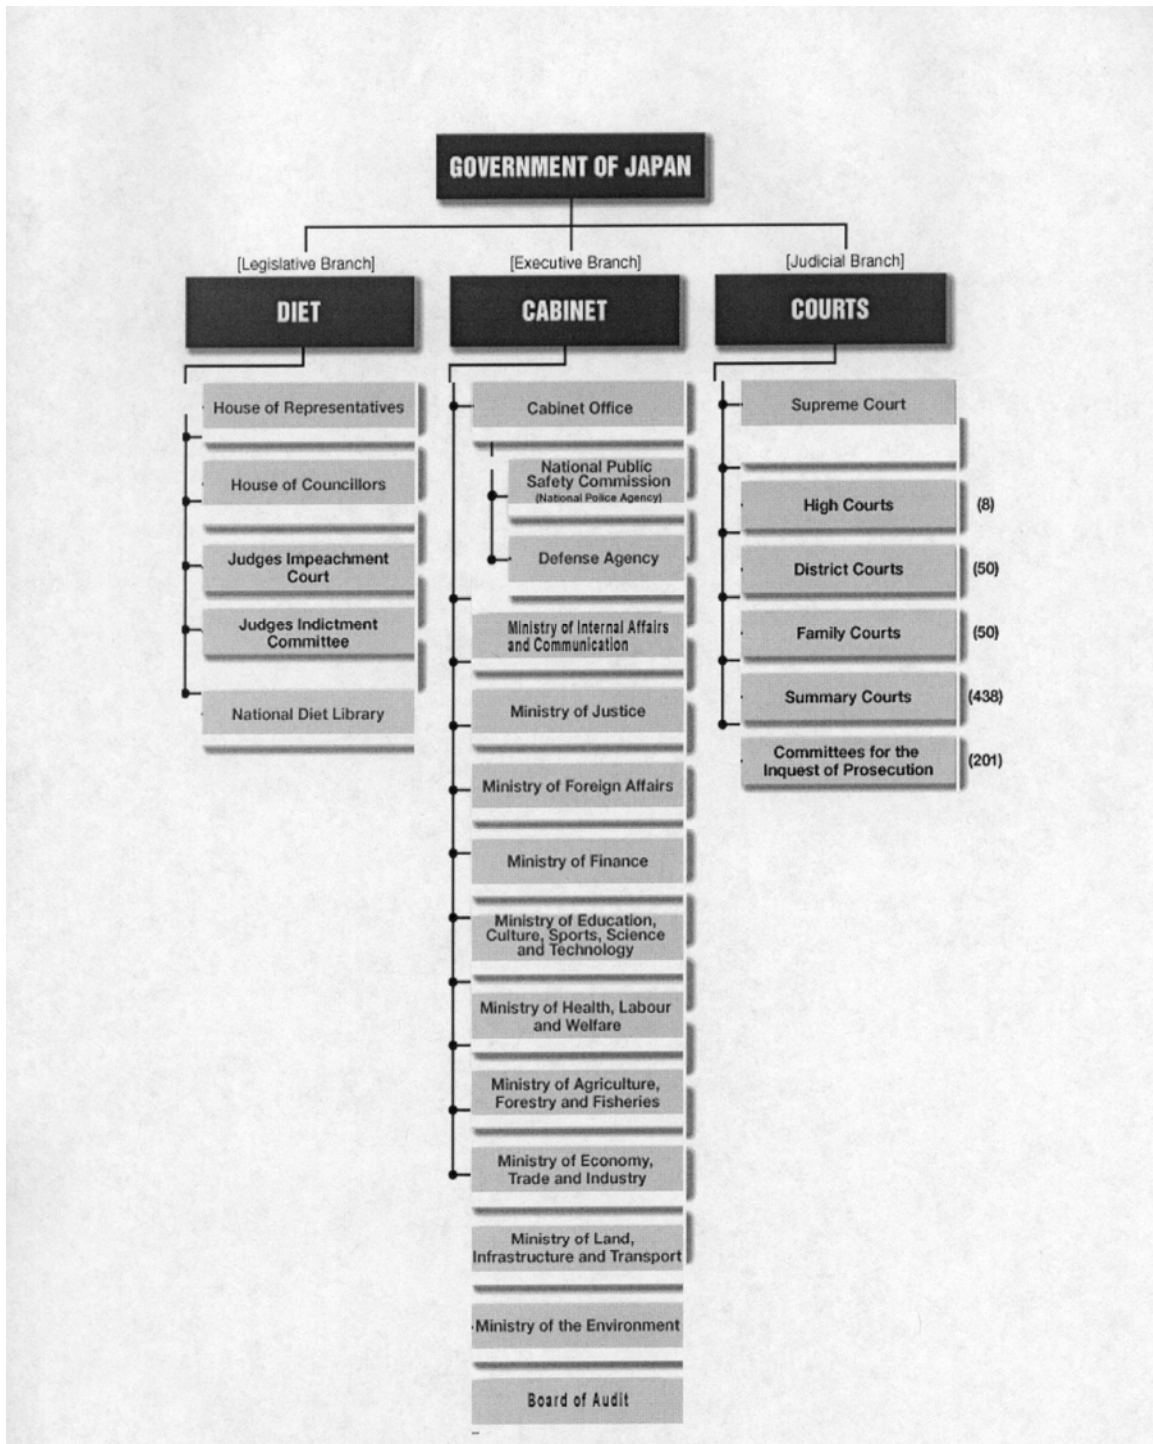 GOVERNMENT OF JAPAN
[Legislative Branch]
DIET
House of Representatives
House of Councillors
Judges Impeachment
Court
Judges Indictment
Committee
National Diet Library
[Executive Branch]
CABINET
Cabinet Office
National Public
Safety Commission
(National Police Agency)
Defense Agency
Ministry of Internal Affairs
and Communication
Ministry of Justice
Ministry of Foreign Affairs
Ministry of Finance
Ministry of Education,
Culture, Sports, Science
and Technology
Ministry of Health, Labour
and Welfare
Ministry of Agriculture,
Forestry and Fisheries
Ministry of Economy,
Trade and Industry
Ministry of Land,
Infrastructure and Transport
Ministry of the Environment
Board of Audit
[Judicial Branch]
COURTS
Supreme Court
High Courts (8)
District Courts (50)
Family Courts (50)
Summary Courts (438)
Committees for the
Inquest of Prosecution (201)